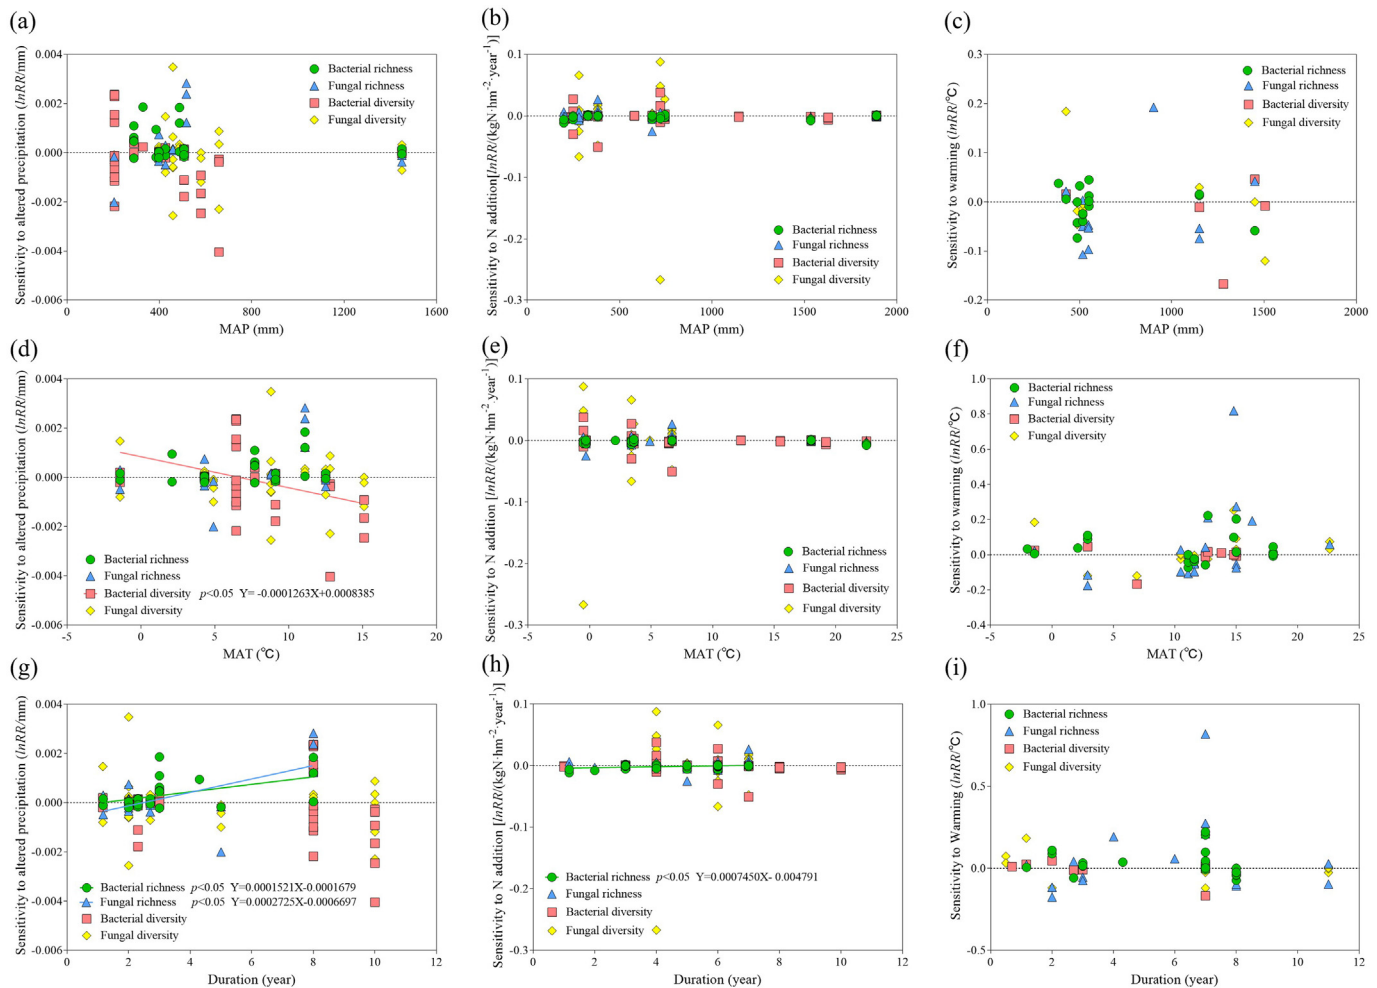 (a)
Sensitivity to altered precipitation (lnRR/mm)
0.004
0.002
0.000
-0.002
-0.004
-0.006
Bacterial richness
Fungal richness
Bacterial diversity
Fungal diversity
0 400 800 1200 1600
MAP (mm)
(b)
Sensitivity to N addition[lnRR/(kgN·hm-2·year-1)]
0.1
0.0
-0.1
-0.2
-0.3
Bacterial richness
Fungal richness
Bacterial diversity
Fungal diversity
0 500 1000 1500 2000
MAP (mm)
(c)
Sensitivity to warming (lnRR/℃)
0.3
0.2
0.1
0.0
-0.1
-0.2
Bacterial richness
Fungal richness
Bacterial diversity
Fungal diversity
0 500 1000 1500 2000
MAP (mm)
(d)
Sensitivity to altered precipitation (lnRR/mm)
0.004
0.002
0.000
-0.002
-0.004
-0.006
Bacterial richness
Fungal richness
Bacterial diversity p<0.05 Y= -0.0001263X+0.0008385
Fungal diversity
-5 0 5 10 15 20
MAT (℃)
(e)
Sensitivity to N addition [lnRR/(kgN·hm-2·year-1)]
0.1
0.0
-0.1
-0.2
-0.3
Bacterial richness
Fungal richness
Bacterial diversity
Fungal diversity
-5 0 5 10 15 20 25
MAT (℃)
(f)
Sensitivity to warming (lnRR/℃)
1.0
0.8
0.6
0.4
0.2
0.0
-0.2
-0.4
Bacterial richness
Fungal richness
Bacterial diversity
Fungal diversity
-5 0 5 10 15 20 25
MAT (℃)
(g)
Sensitivity to altered precipitation (lnRR/mm)
0.004
0.002
0.000
-0.002
-0.004
-0.006
Bacterial richness p<0.05 Y=0.0001521X-0.0001679
Fungal richness p<0.05 Y=0.0002725X-0.0006697
Bacterial diversity
Fungal diversity
0 2 4 6 8 10 12
Duration (year)
(h)
Sensitivity to N addition [lnRR/(kgN·hm-2·year-1)]
0.1
0.0
-0.1
-0.2
-0.3
Bacterial richness p<0.05 Y=0.0007450X- 0.004791
Fungal richness
Bacterial diversity
Fungal diversity
0 2 4 6 8 10 12
Duration (year)
(i)
Sensitivity to Warming (lnRR/℃)
1.0
0.5
0.0
-0.5
Bacterial richness
Fungal richness
Bacterial diversity
Fungal diversity
0 2 4 6 8 10 12
Duration (year)